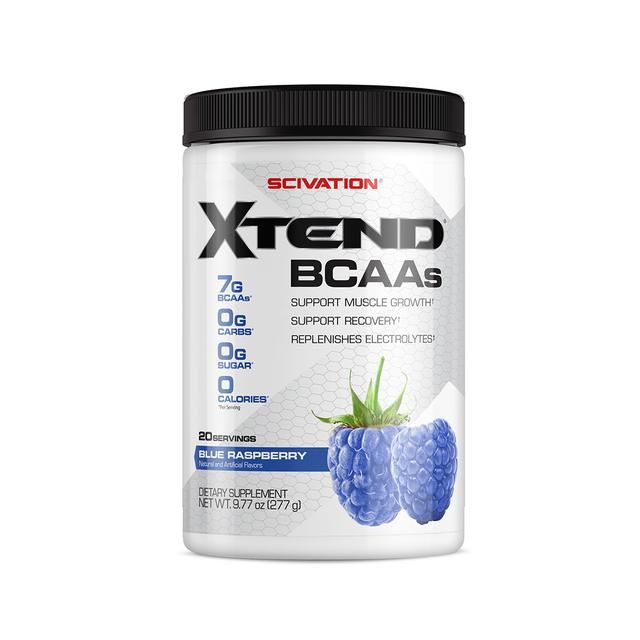 SCIVATION®
XTEND®
BCAAs
7G
BCAAs*
0G
CARBS*
0G
SUGAR*
0
CALORIES*
*Per Serving
SUPPORT MUSCLE GROWTH†
SUPPORT RECOVERY†
REPLENISHES ELECTROLYTES†
20 SERVINGS
BLUE RASPBERRY
Natural and Artificial Flavors
DIETARY SUPPLEMENT
NET WT. 9.77 oz (277 g)